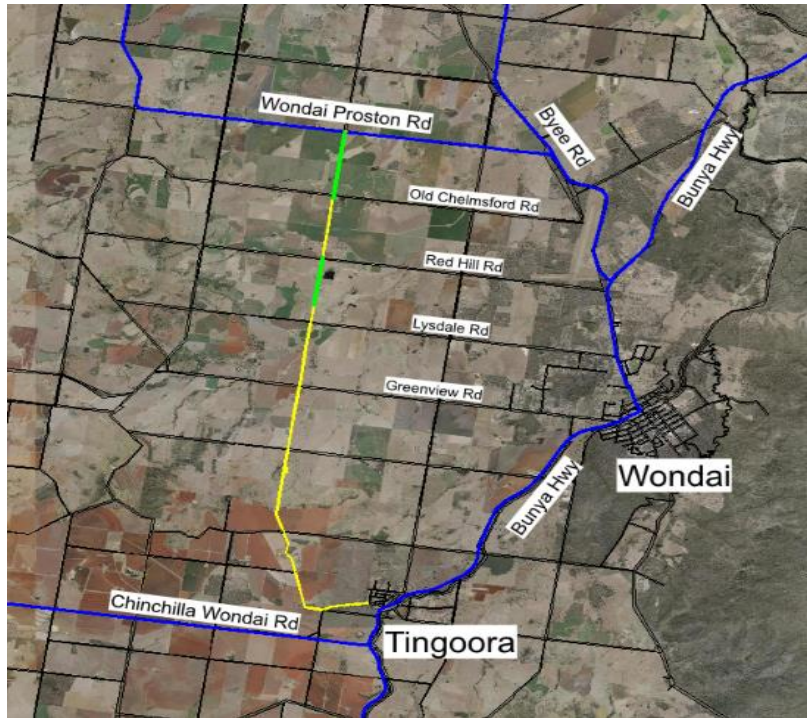 Wondai Proston Rd
Byee Rd
Bunya Hwy
Old Chelmsford Rd
Red Hill Rd
Lysdale Rd
Greenview Rd
Wondai
Bunya Hwy
Chinchilla Wondai Rd
Tingoora